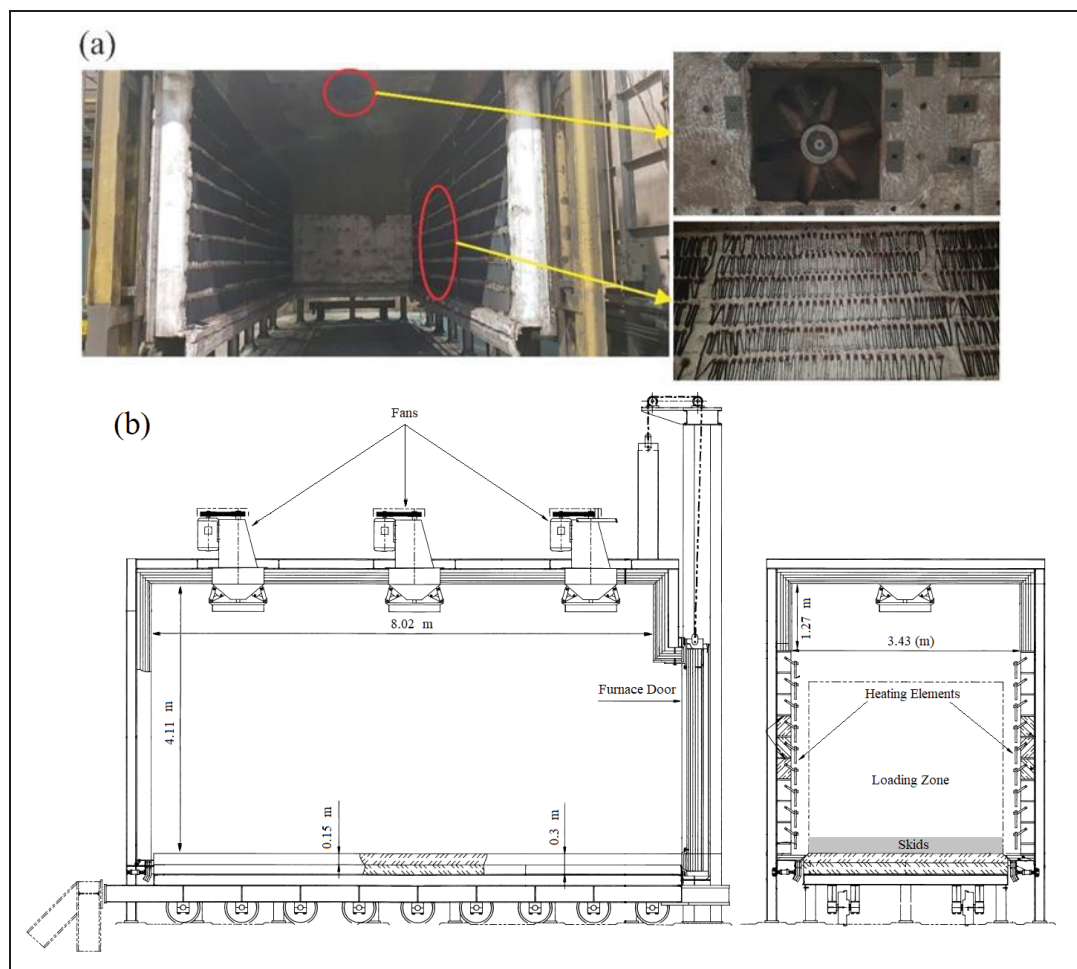 (a)
(b)
Fans
8.02 m
4.11 m
Furnace Door
0.15 m
0.3 m
1.27 m
3.43 (m)
Heating Elements
Loading Zone
Skids